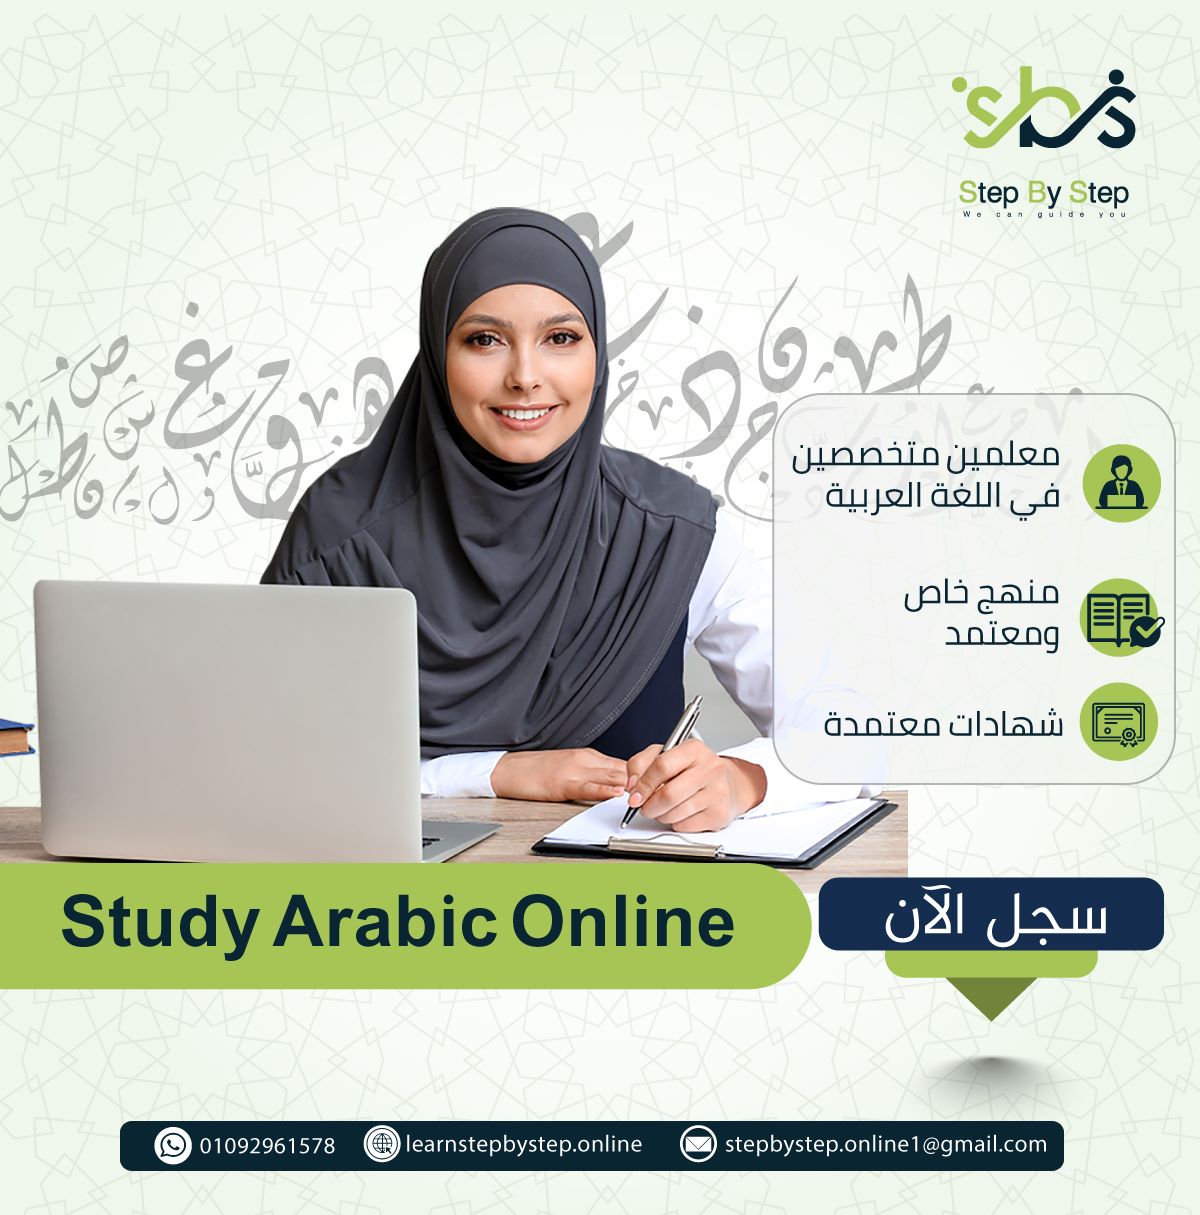 sbs
Step By Step
We can guide you
معلمين متخصصين
في اللغة العربية
منهج خاص
ومعتمد
شهادات معتمدة
Study Arabic Online
سجل الآن
01092961578
learnstepbystep.online
stepbystep.online1@gmail.com